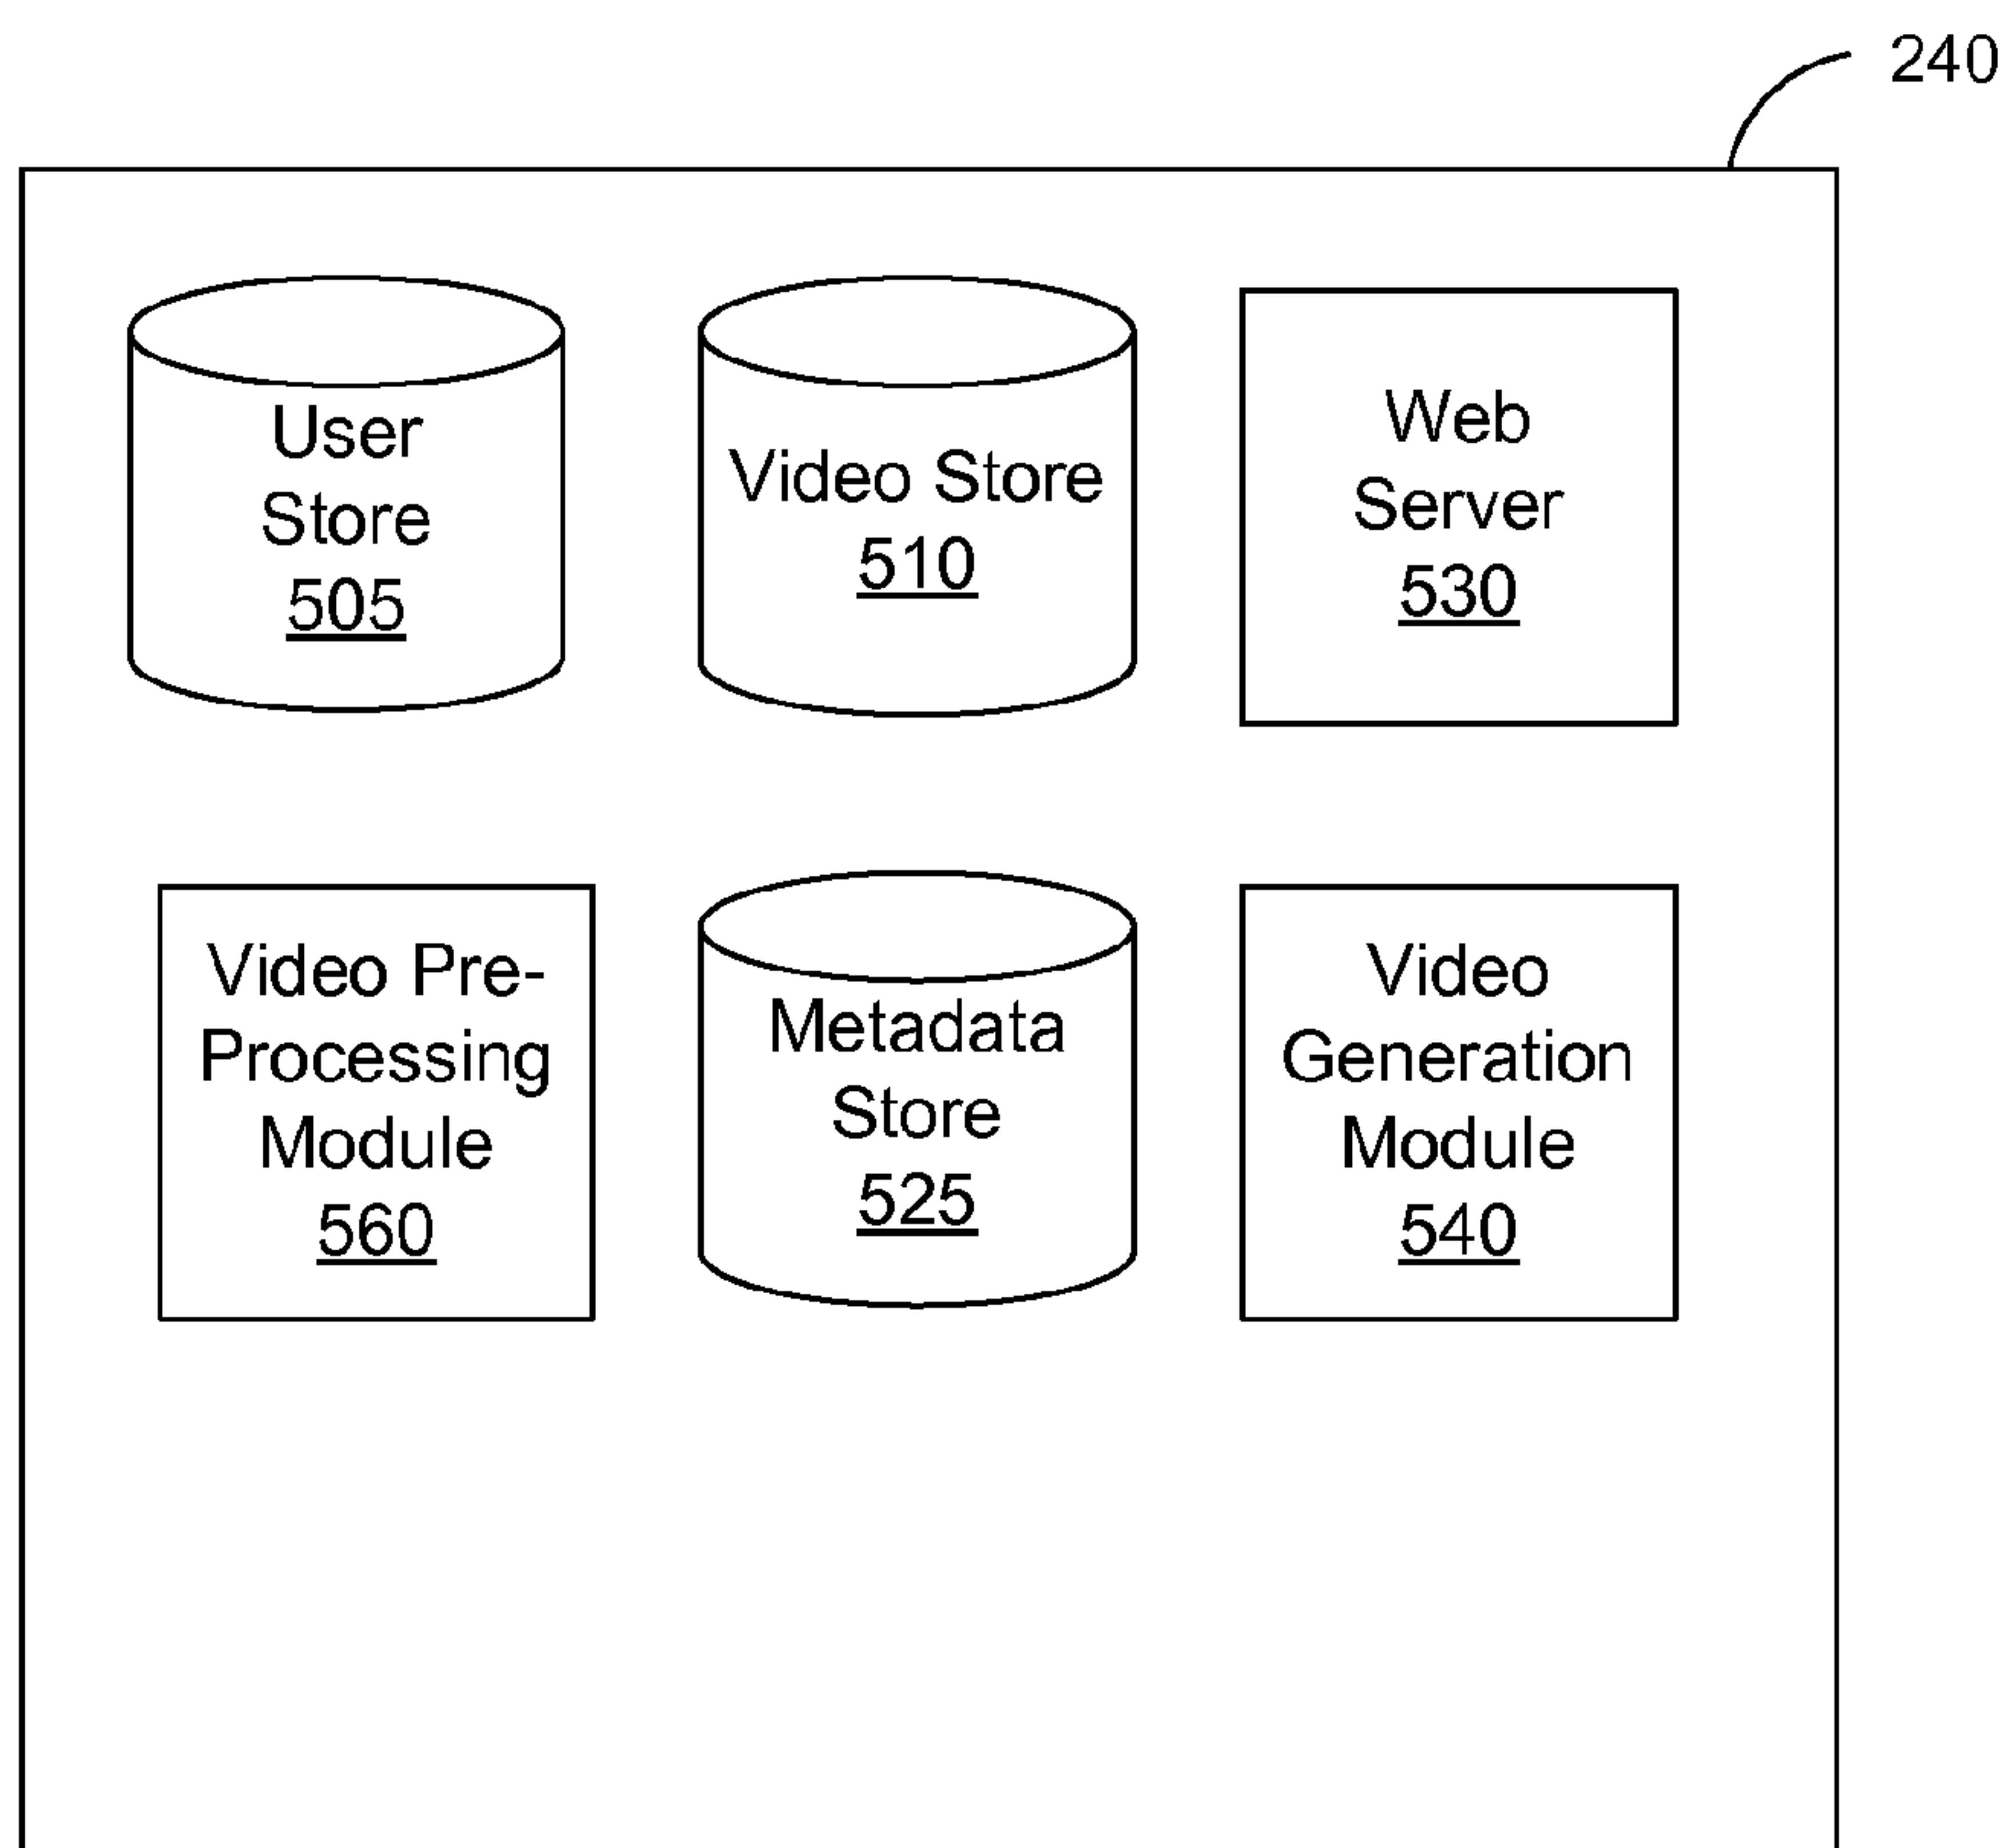 240
User
Store
505
Video Store
510
Web
Server
530
Video Pre-
Processing
Module
560
Metadata
Store
525
Video
Generation
Module
540